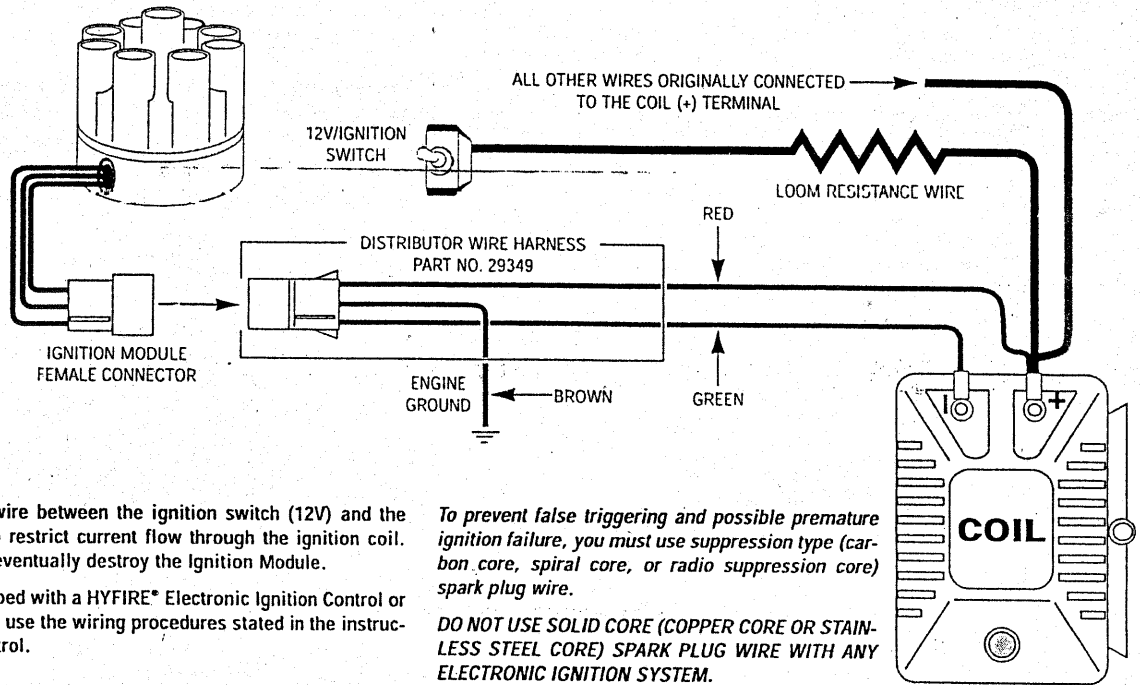 ALL OTHER WIRES ORIGINALLY CONNECTED
TO THE COIL (+) TERMINAL
12V/IGNITION
SWITCH
LOOM RESISTANCE WIRE
RED
DISTRIBUTOR WIRE HARNESS
PART NO. 29349
IGNITION MODULE
FEMALE CONNECTOR
ENGINE
GROUND
BROWN
GREEN
- +
COIL
wire between the ignition switch (12V) and the
restrict current flow through the ignition coil.
eventually destroy the Ignition Module.
ped with a HYFIRE® Electronic Ignition Control or
use the wiring procedures stated in the instruc-
trol.
To prevent false triggering and possible premature
ignition failure, you must use suppression type (car-
bon core, spiral core, or radio suppression core)
spark plug wire.
DO NOT USE SOLID CORE (COPPER CORE OR STAIN-
LESS STEEL CORE) SPARK PLUG WIRE WITH ANY
ELECTRONIC IGNITION SYSTEM.